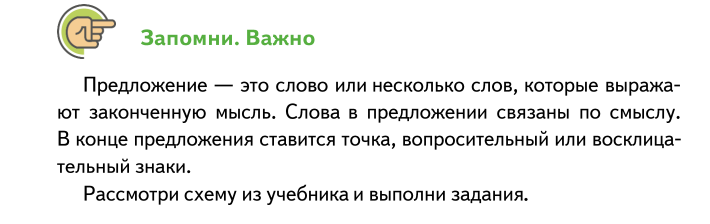 Запомни. Важно
Предложение — это слово или несколько слов, которые выража-
ют законченную мысль. Слова в предложении связаны по смыслу.
В конце предложения ставится точка, вопросительный или восклица-
тельный знаки.
Рассмотри схему из учебника и выполни задания.